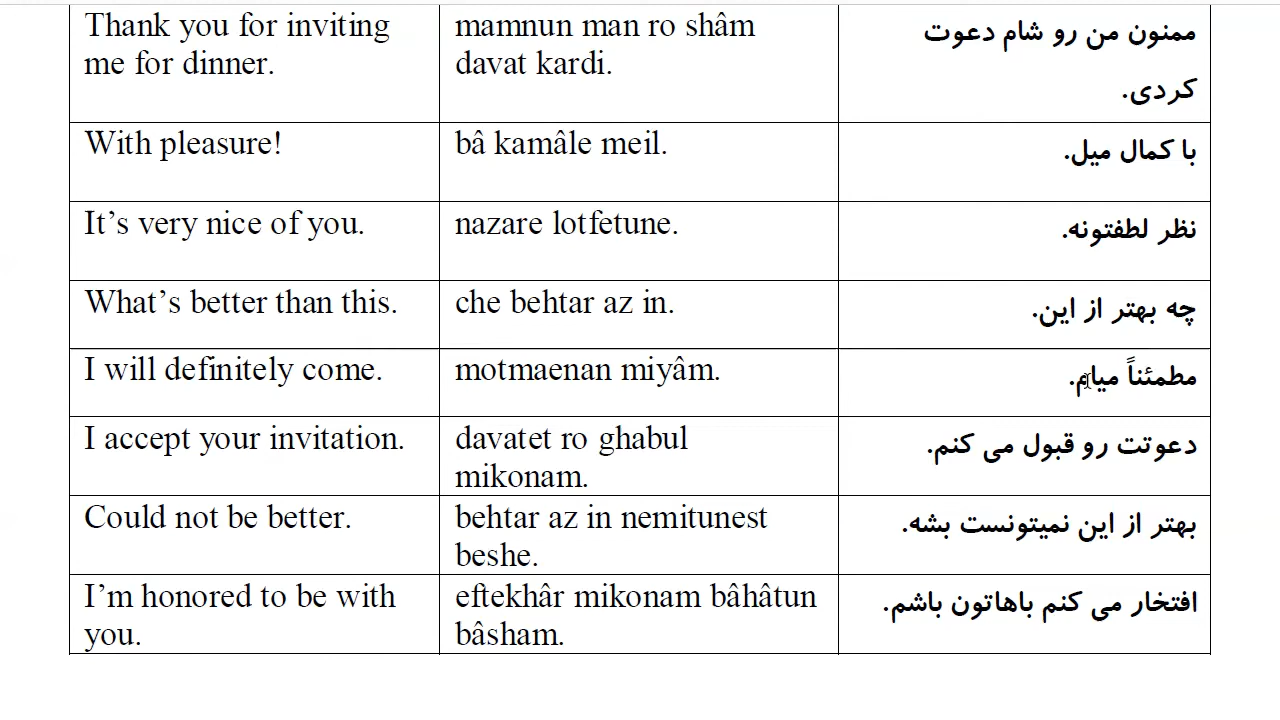 Thank you for inviting
me for dinner.
mamnun man ro shâm
davat kardi.
ممنون من رو شام دعوت
کردی.
With pleasure!
bâ kamâle meil.
با کمال میل.
It’s very nice of you.
nazare lotfetune.
نظر لطفتونه.
What’s better than this.
che behtar az in.
چه بهتر از این.
I will definitely come.
motmaenan miyâm.
مطمئناً میام.
I accept your invitation.
davatet ro ghabul
mikonam.
دعوتت رو قبول می کنم.
Could not be better.
behtar az in nemitunest
beshe.
بهتر از این نمیتونست بشه.
I’m honored to be with
you.
eftekhâr mikonam bâhâtun
bâsham.
افتخار می کنم باهاتون باشم.